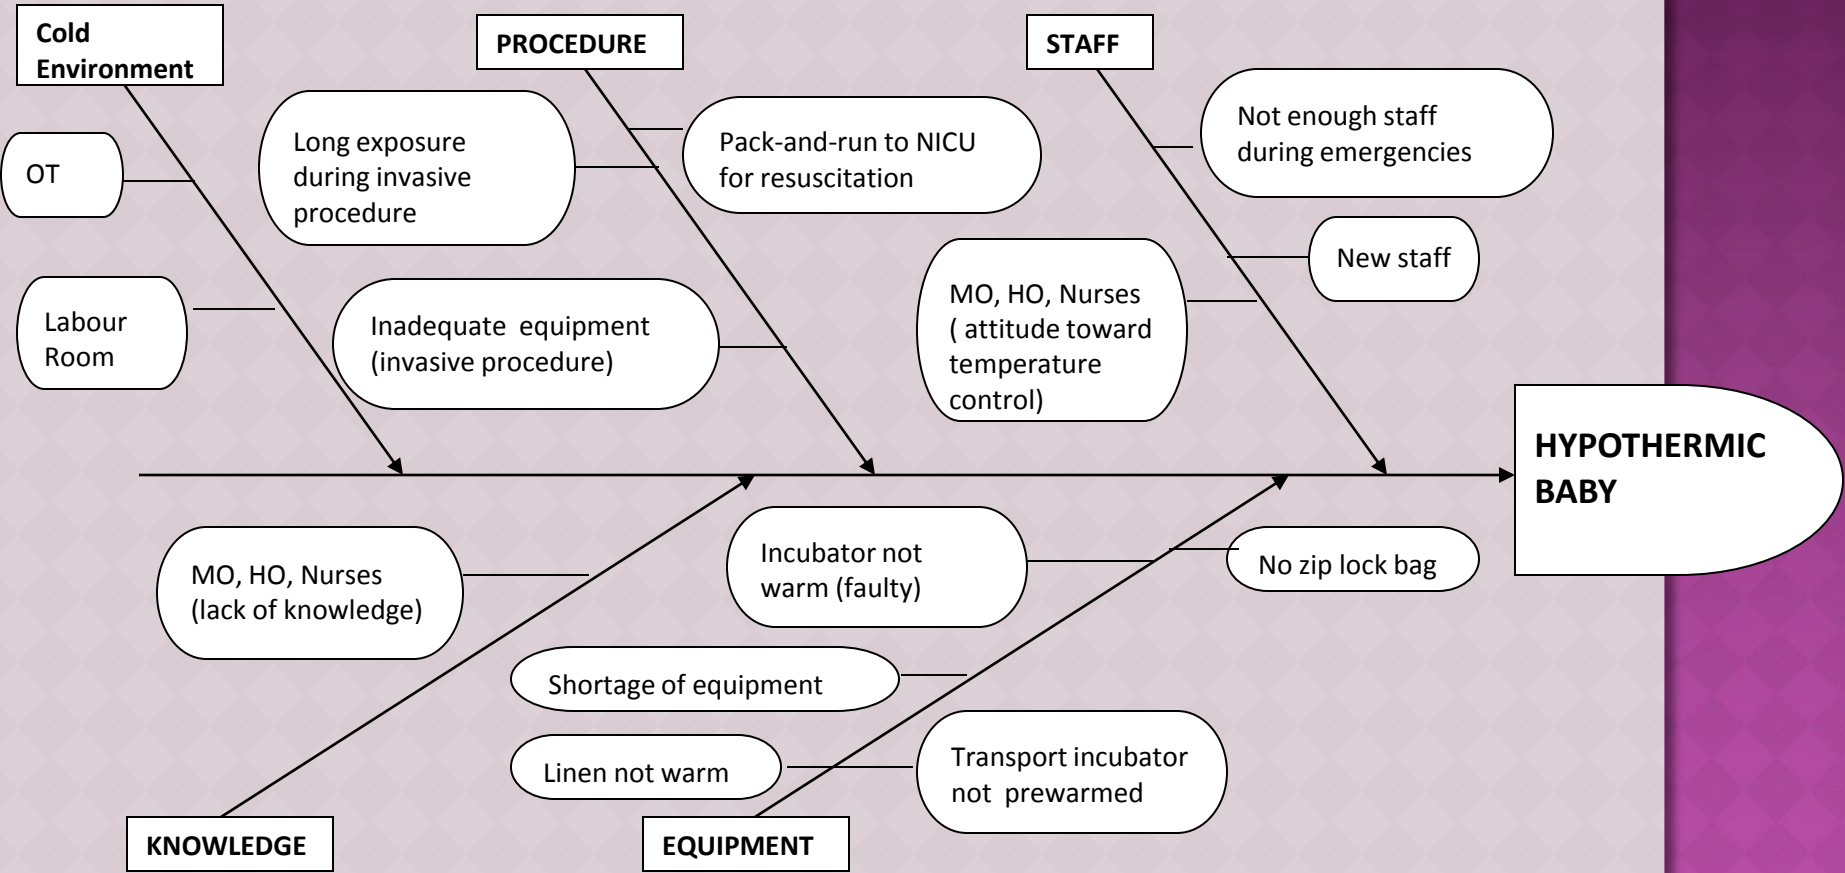 Cold
Environment
PROCEDURE
STAFF
OT
Long exposure
during invasive
procedure
Pack-and-run to NICU
for resuscitation
Not enough staff
during emergencies
New staff
Labour
Room
Inadequate  equipment
(invasive procedure)
MO, HO, Nurses
( attitude toward
temperature
control)
HYPOTHERMIC
BABY
MO, HO, Nurses
(lack of knowledge)
Incubator not
warm (faulty)
No zip lock bag
Shortage of equipment
Linen not warm
Transport incubator
not  prewarmed
KNOWLEDGE
EQUIPMENT